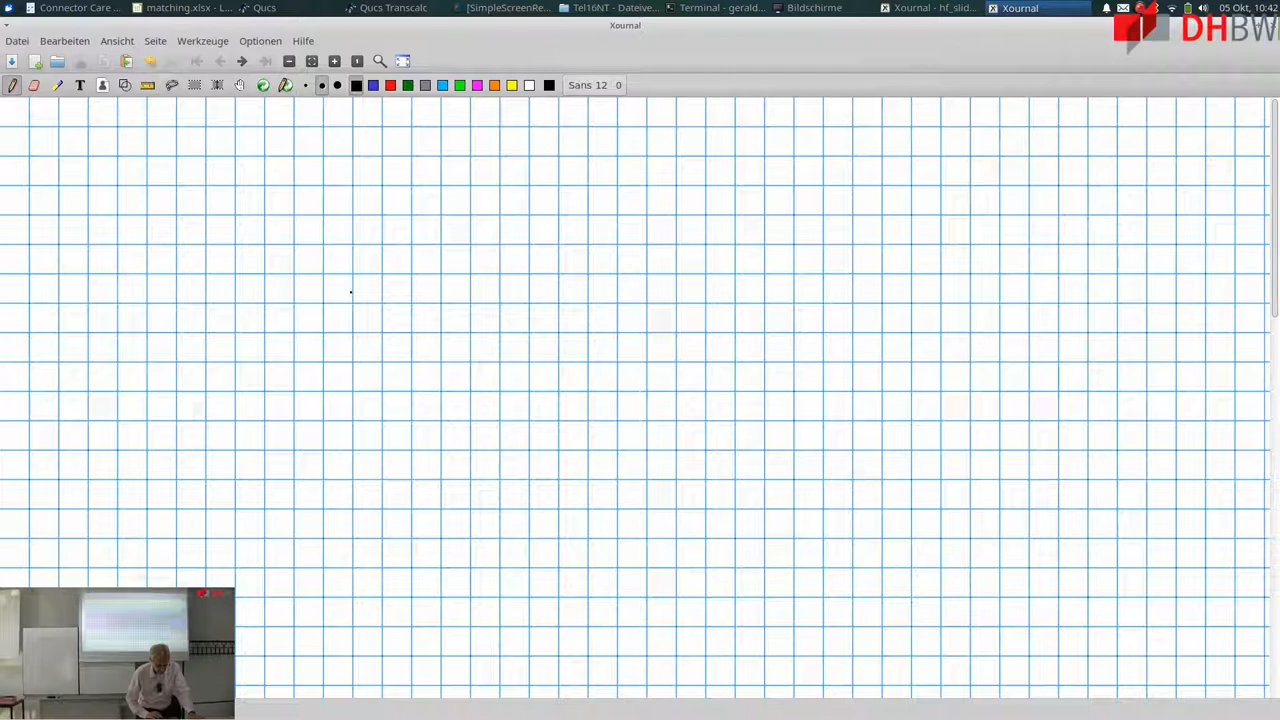 Connector Care ... matching.xlsx - L... Qucs Qucs Transcalc [SimpleScreenRe... Tel16NT - Dateive... Terminal - gerald... Bildschirme Xournal - hf_slid... Xournal 05 Okt, 10:42
Xournal
DHBW
Datei Bearbeiten Ansicht Seite Werkzeuge Optionen Hilfe
T Sans 12 0